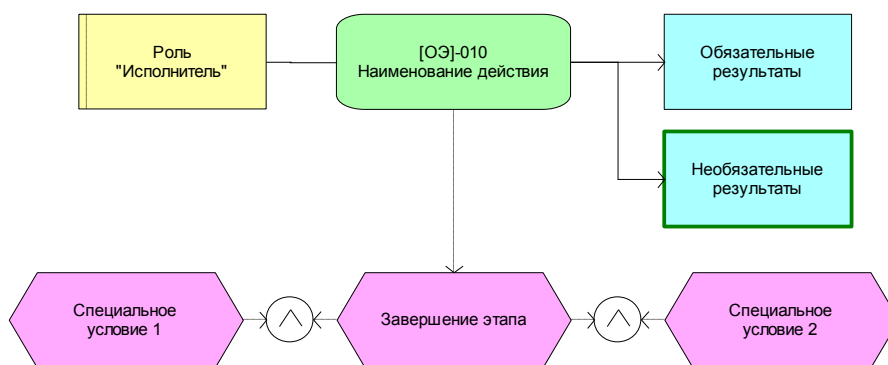 Роль
"Исполнитель"
[ОЭ]-010
Наименование действия
Обязательные
результаты
Необязательные
результаты
Специальное
условие 1
Завершение этапа
Специальное
условие 2